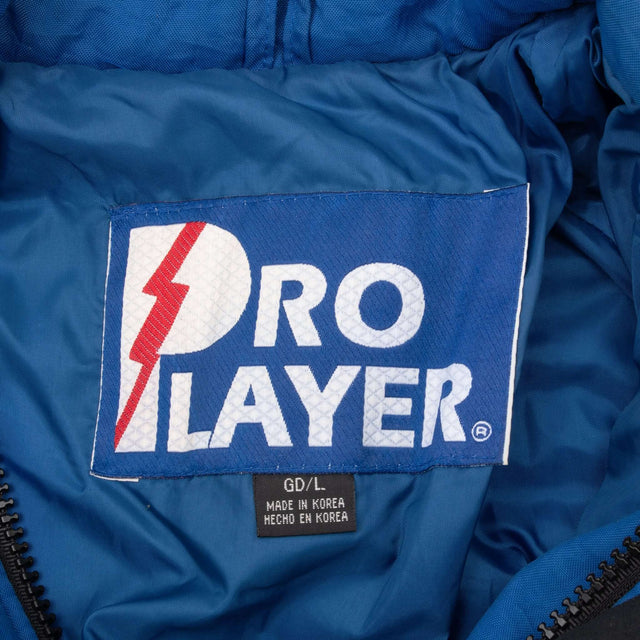 PRO
PLAYER®
GD/L
MADE IN KOREA
HECHO EN KOREA